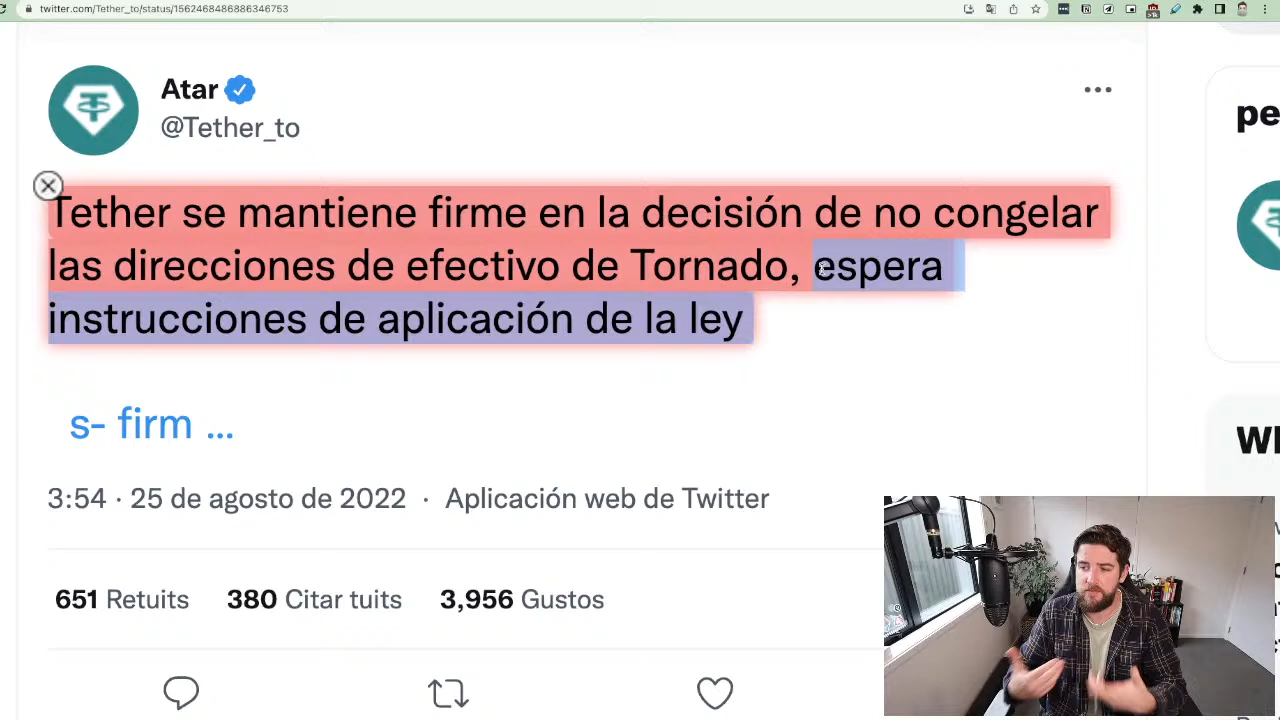 twitter.com/Tether_to/status/1562468486886346753
Atar
@Tether_to
pe
Tether se mantiene firme en la decisión de no congelar
las direcciones de efectivo de Tornado, espera
instrucciones de aplicación de la ley
s- firm ...
Wh
3:54 · 25 de agosto de 2022 · Aplicación web de Twitter
651 Retuits 380 Citar tuits 3,956 Gustos